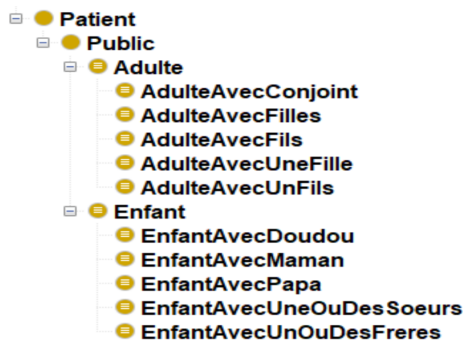 Patient
Public
Adulte
AdulteAvecConjoint
AdulteAvecFilles
AdulteAvecFils
AdulteAvecUneFille
AdulteAvecUnFils
Enfant
EnfantAvecDoudou
EnfantAvecMaman
EnfantAvecPapa
EnfantAvecUneOuDesSoeurs
EnfantAvecUnOuDesFreres